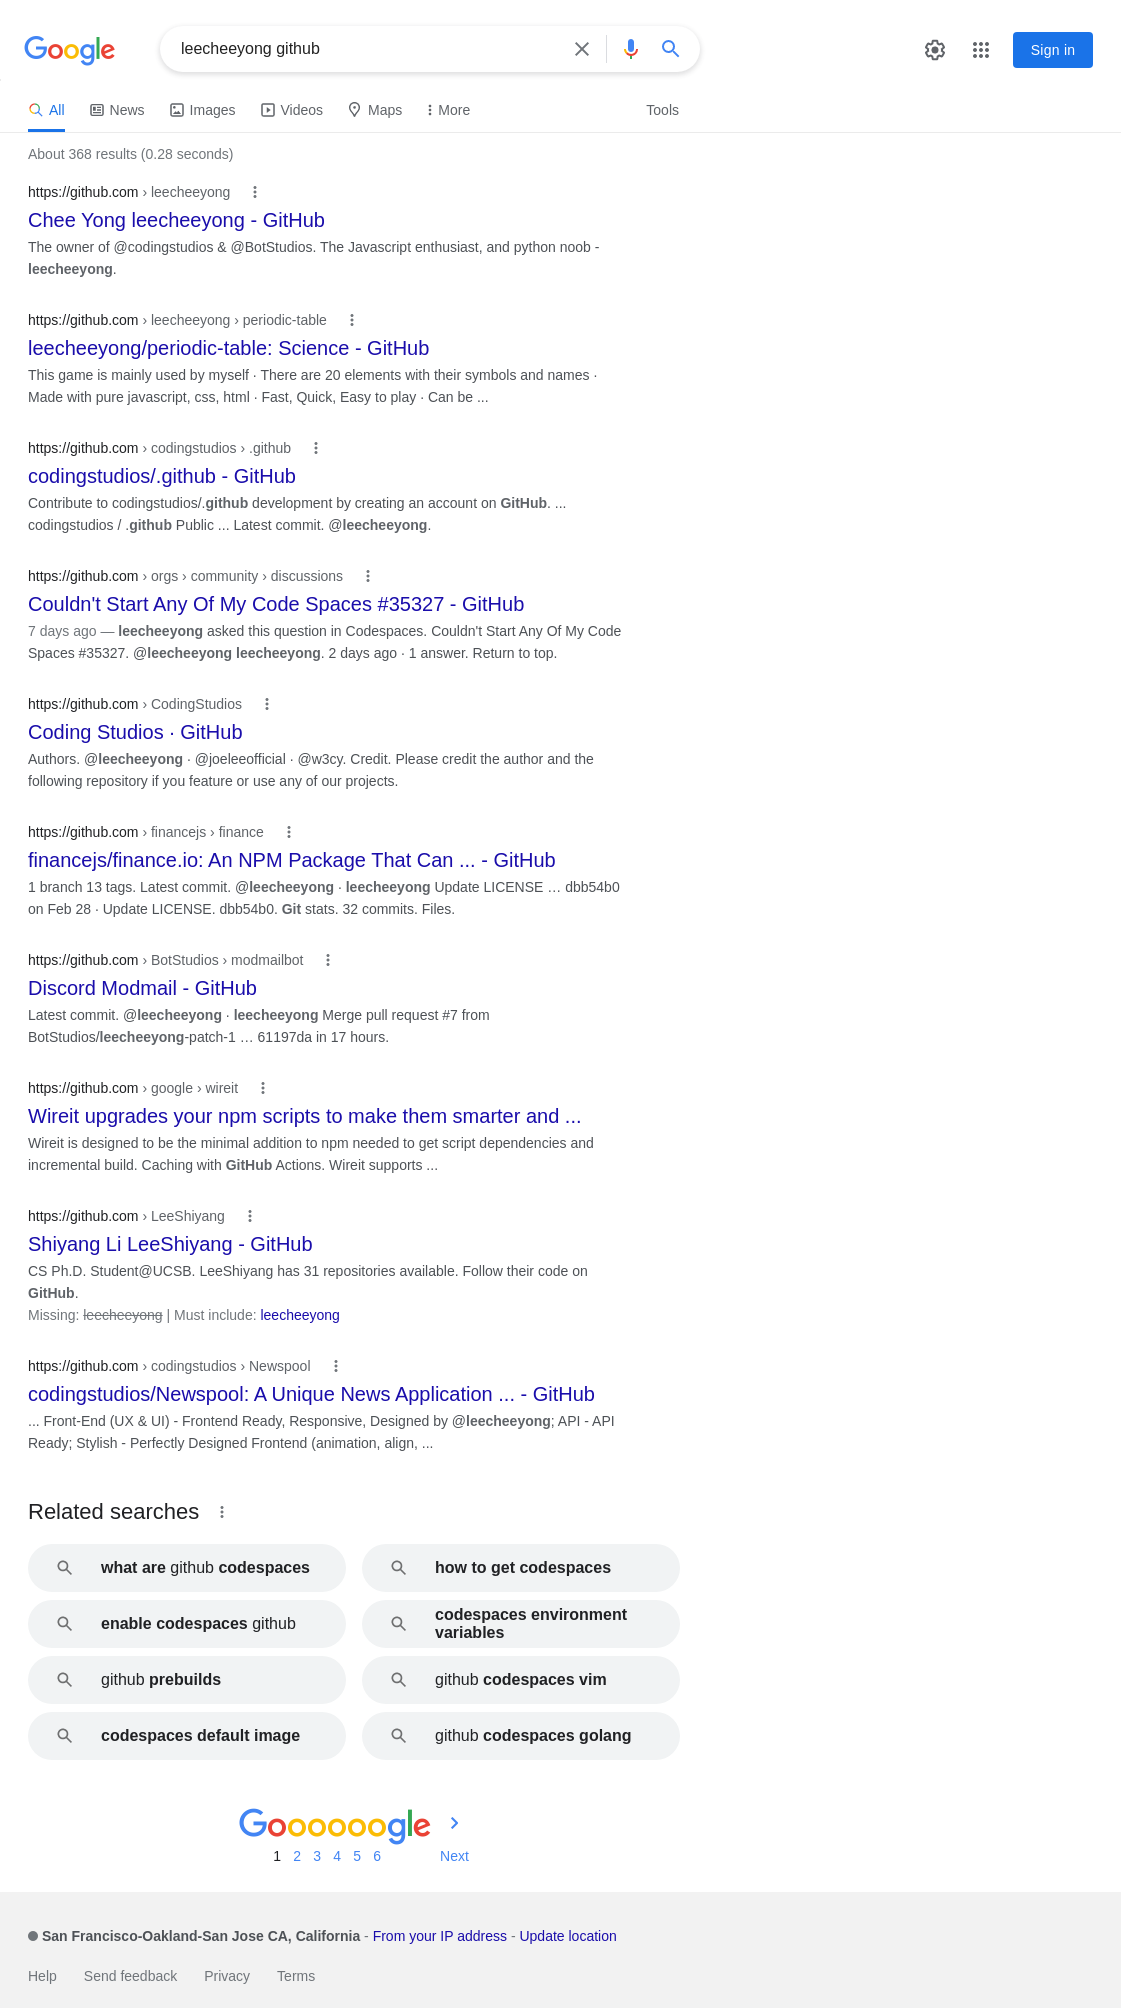 Google
leecheeyong github
Sign in
All
News
Images
Videos
Maps
More
Tools
About 368 results (0.28 seconds)
https://github.com › leecheeyong
Chee Yong leecheeyong - GitHub
The owner of @codingstudios & @BotStudios. The Javascript enthusiast, and python noob -
leecheeyong.
https://github.com › leecheeyong › periodic-table
leecheeyong/periodic-table: Science - GitHub
This game is mainly used by myself · There are 20 elements with their symbols and names ·
Made with pure javascript, css, html · Fast, Quick, Easy to play · Can be ...
https://github.com › codingstudios › .github
codingstudios/.github - GitHub
Contribute to codingstudios/.github development by creating an account on GitHub. ...
codingstudios / .github Public ... Latest commit. @leecheeyong.
https://github.com › orgs › community › discussions
Couldn't Start Any Of My Code Spaces #35327 - GitHub
7 days ago — leecheeyong asked this question in Codespaces. Couldn't Start Any Of My Code
Spaces #35327. @leecheeyong leecheeyong. 2 days ago · 1 answer. Return to top.
https://github.com › CodingStudios
Coding Studios · GitHub
Authors. @leecheeyong · @joeleeofficial · @w3cy. Credit. Please credit the author and the
following repository if you feature or use any of our projects.
https://github.com › financejs › finance
financejs/finance.io: An NPM Package That Can ... - GitHub
1 branch 13 tags. Latest commit. @leecheeyong · leecheeyong Update LICENSE … dbb54b0
on Feb 28 · Update LICENSE. dbb54b0. Git stats. 32 commits. Files.
https://github.com › BotStudios › modmailbot
Discord Modmail - GitHub
Latest commit. @leecheeyong · leecheeyong Merge pull request #7 from
BotStudios/leecheeyong-patch-1 … 61197da in 17 hours.
https://github.com › google › wireit
Wireit upgrades your npm scripts to make them smarter and ...
Wireit is designed to be the minimal addition to npm needed to get script dependencies and
incremental build. Caching with GitHub Actions. Wireit supports ...
https://github.com › LeeShiyang
Shiyang Li LeeShiyang - GitHub
CS Ph.D. Student@UCSB. LeeShiyang has 31 repositories available. Follow their code on
GitHub.
Missing: leecheeyong | Must include: leecheeyong
https://github.com › codingstudios › Newspool
codingstudios/Newspool: A Unique News Application ... - GitHub
... Front-End (UX & UI) - Frontend Ready, Responsive, Designed by @leecheeyong; API - API
Ready; Stylish - Perfectly Designed Frontend (animation, align, ...
Related searches
what are github codespaces
how to get codespaces
enable codespaces github
codespaces environment
variables
github prebuilds
github codespaces vim
codespaces default image
github codespaces golang
Goooooogle
1 2 3 4 5 6 Next
San Francisco-Oakland-San Jose CA, California - From your IP address - Update location
Help Send feedback Privacy Terms